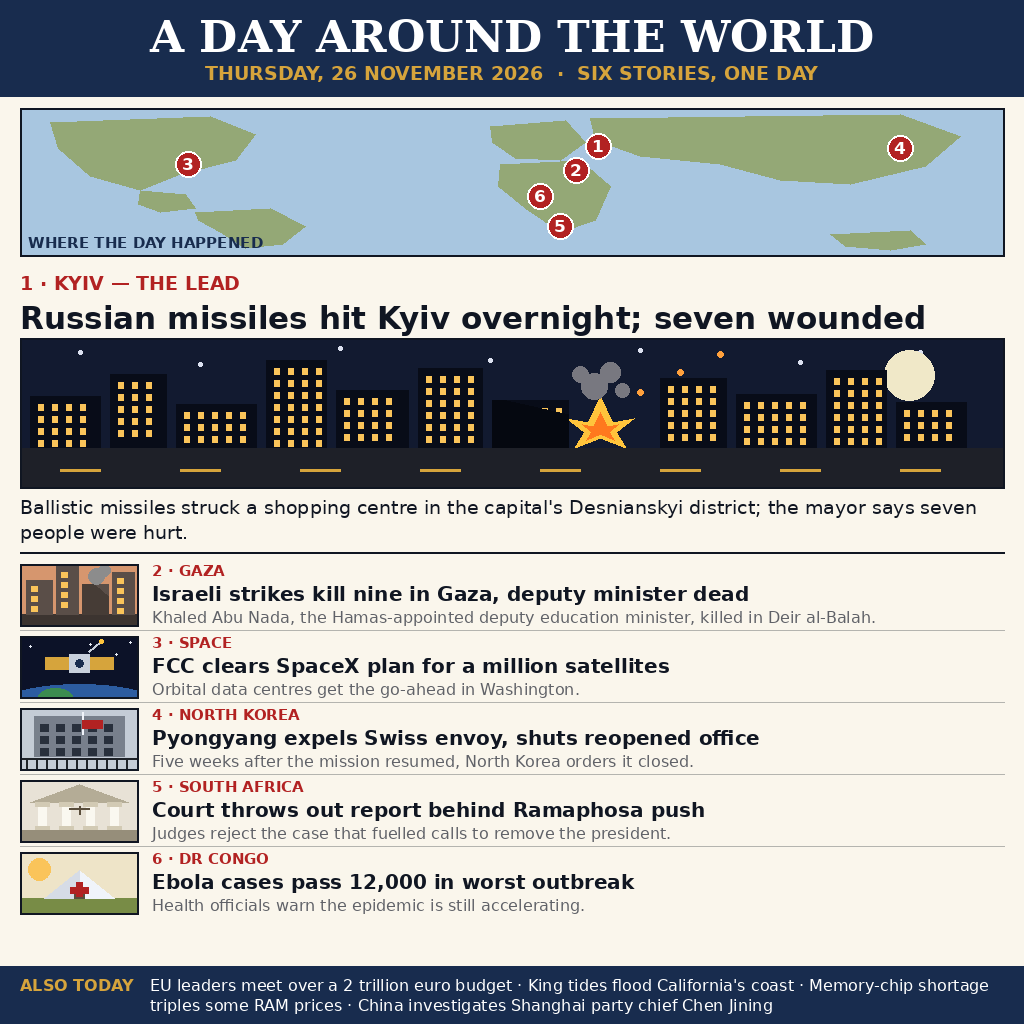 A DAY AROUND THE WORLD
THURSDAY, 26 NOVEMBER 2026 · SIX STORIES, ONE DAY
1
2
3
4
5
6
WHERE THE DAY HAPPENED
1 · KYIV — THE LEAD
Russian missiles hit Kyiv overnight; seven wounded
Ballistic missiles struck a shopping centre in the capital's Desnianskyi district; the mayor says seven
people were hurt.
2 · GAZA
Israeli strikes kill nine in Gaza, deputy minister dead
Khaled Abu Nada, the Hamas-appointed deputy education minister, killed in Deir al-Balah.
3 · SPACE
FCC clears SpaceX plan for a million satellites
Orbital data centres get the go-ahead in Washington.
4 · NORTH KOREA
Pyongyang expels Swiss envoy, shuts reopened office
Five weeks after the mission resumed, North Korea orders it closed.
5 · SOUTH AFRICA
Court throws out report behind Ramaphosa push
Judges reject the case that fuelled calls to remove the president.
6 · DR CONGO
Ebola cases pass 12,000 in worst outbreak
Health officials warn the epidemic is still accelerating.
ALSO TODAY EU leaders meet over a 2 trillion euro budget · King tides flood California's coast · Memory-chip shortage
triples some RAM prices · China investigates Shanghai party chief Chen Jining